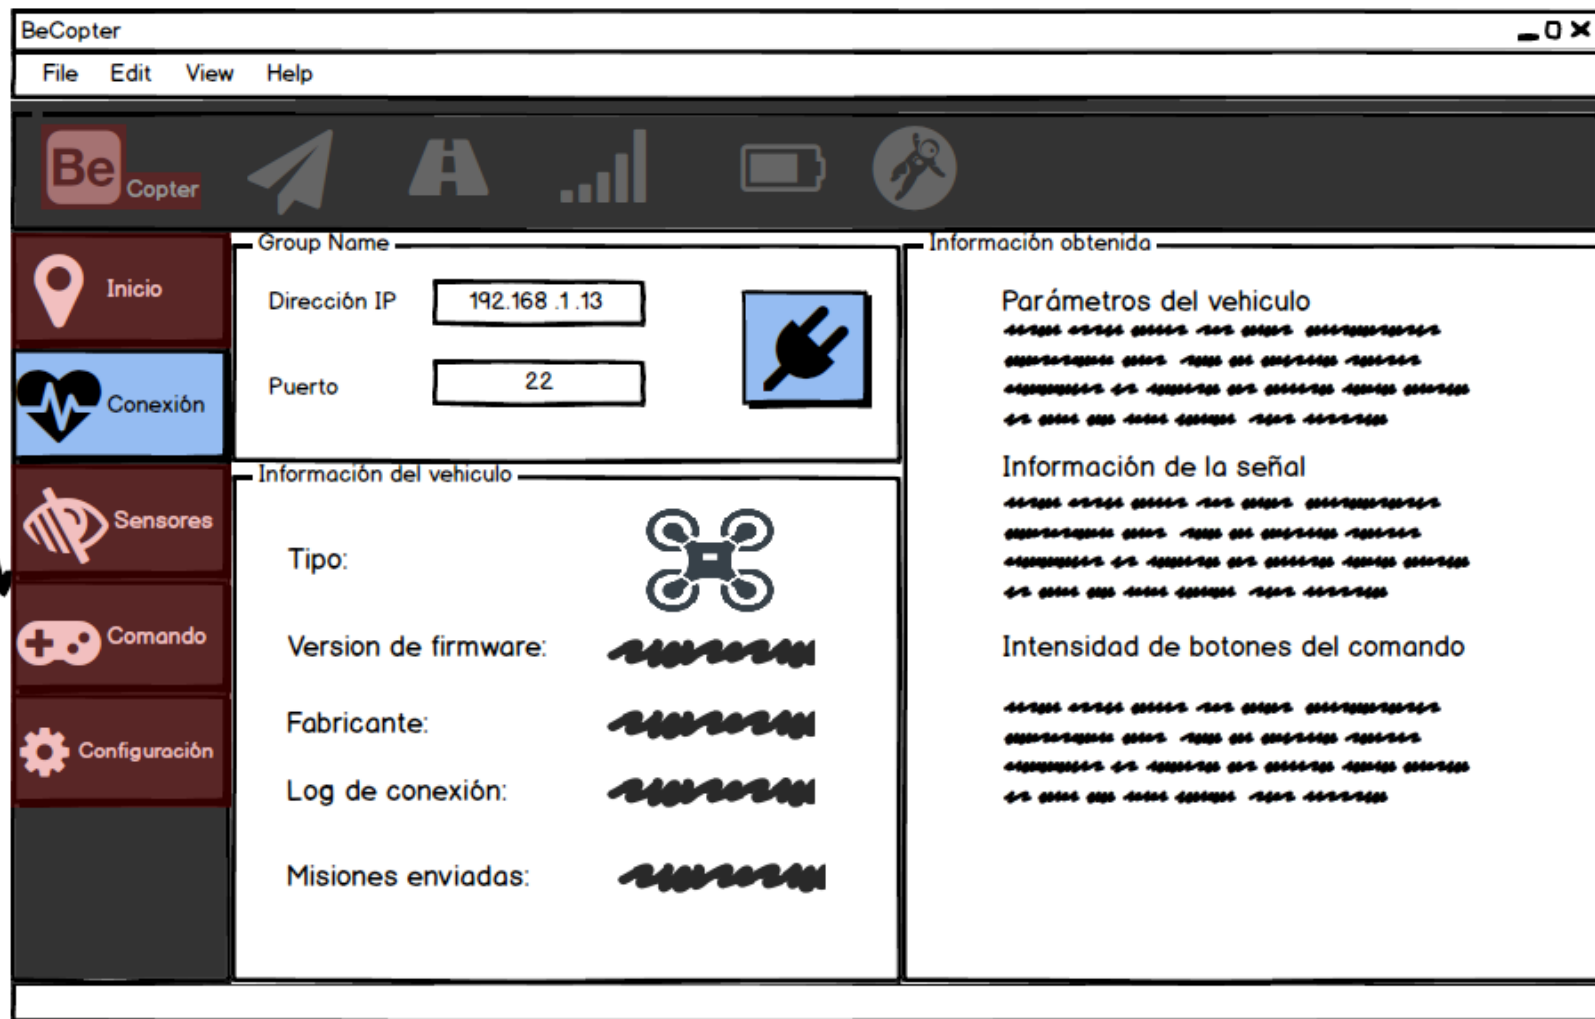 BeCopter
File Edit View Help
Be Copter
Inicio
Conexión
Sensores
Comando
Configuración
Group Name
Dirección IP 192.168 .1 .13
Puerto 22
Información del vehiculo
Tipo:
Version de firmware:
Fabricante:
Log de conexión:
Misiones enviadas:
Información obtenida
Parámetros del vehiculo
Información de la señal
Intensidad de botones del comando